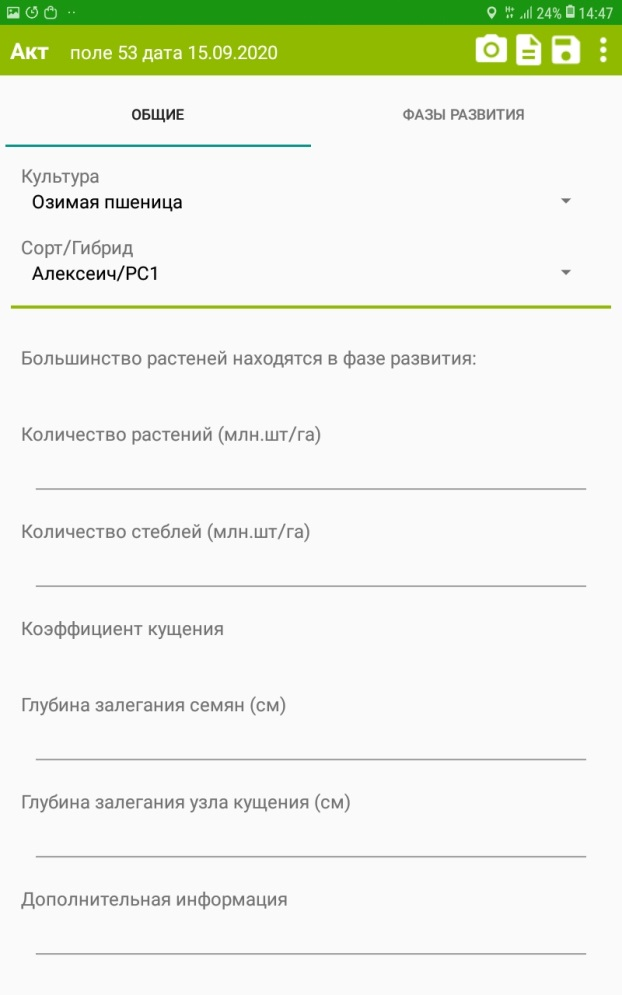 24% 14:47
Акт поле 53 дата 15.09.2020
ОБЩИЕ ФАЗЫ РАЗВИТИЯ
Культура
Озимая пшеница
Сорт/Гибрид
Алексеич/РС1
Большинство растеней находятся в фазе развития:
Количество растений (млн.шт/га)
Количество стеблей (млн.шт/га)
Коэффициент кущения
Глубина залегания семян (см)
Глубина залегания узла кущения (см)
Дополнительная информация